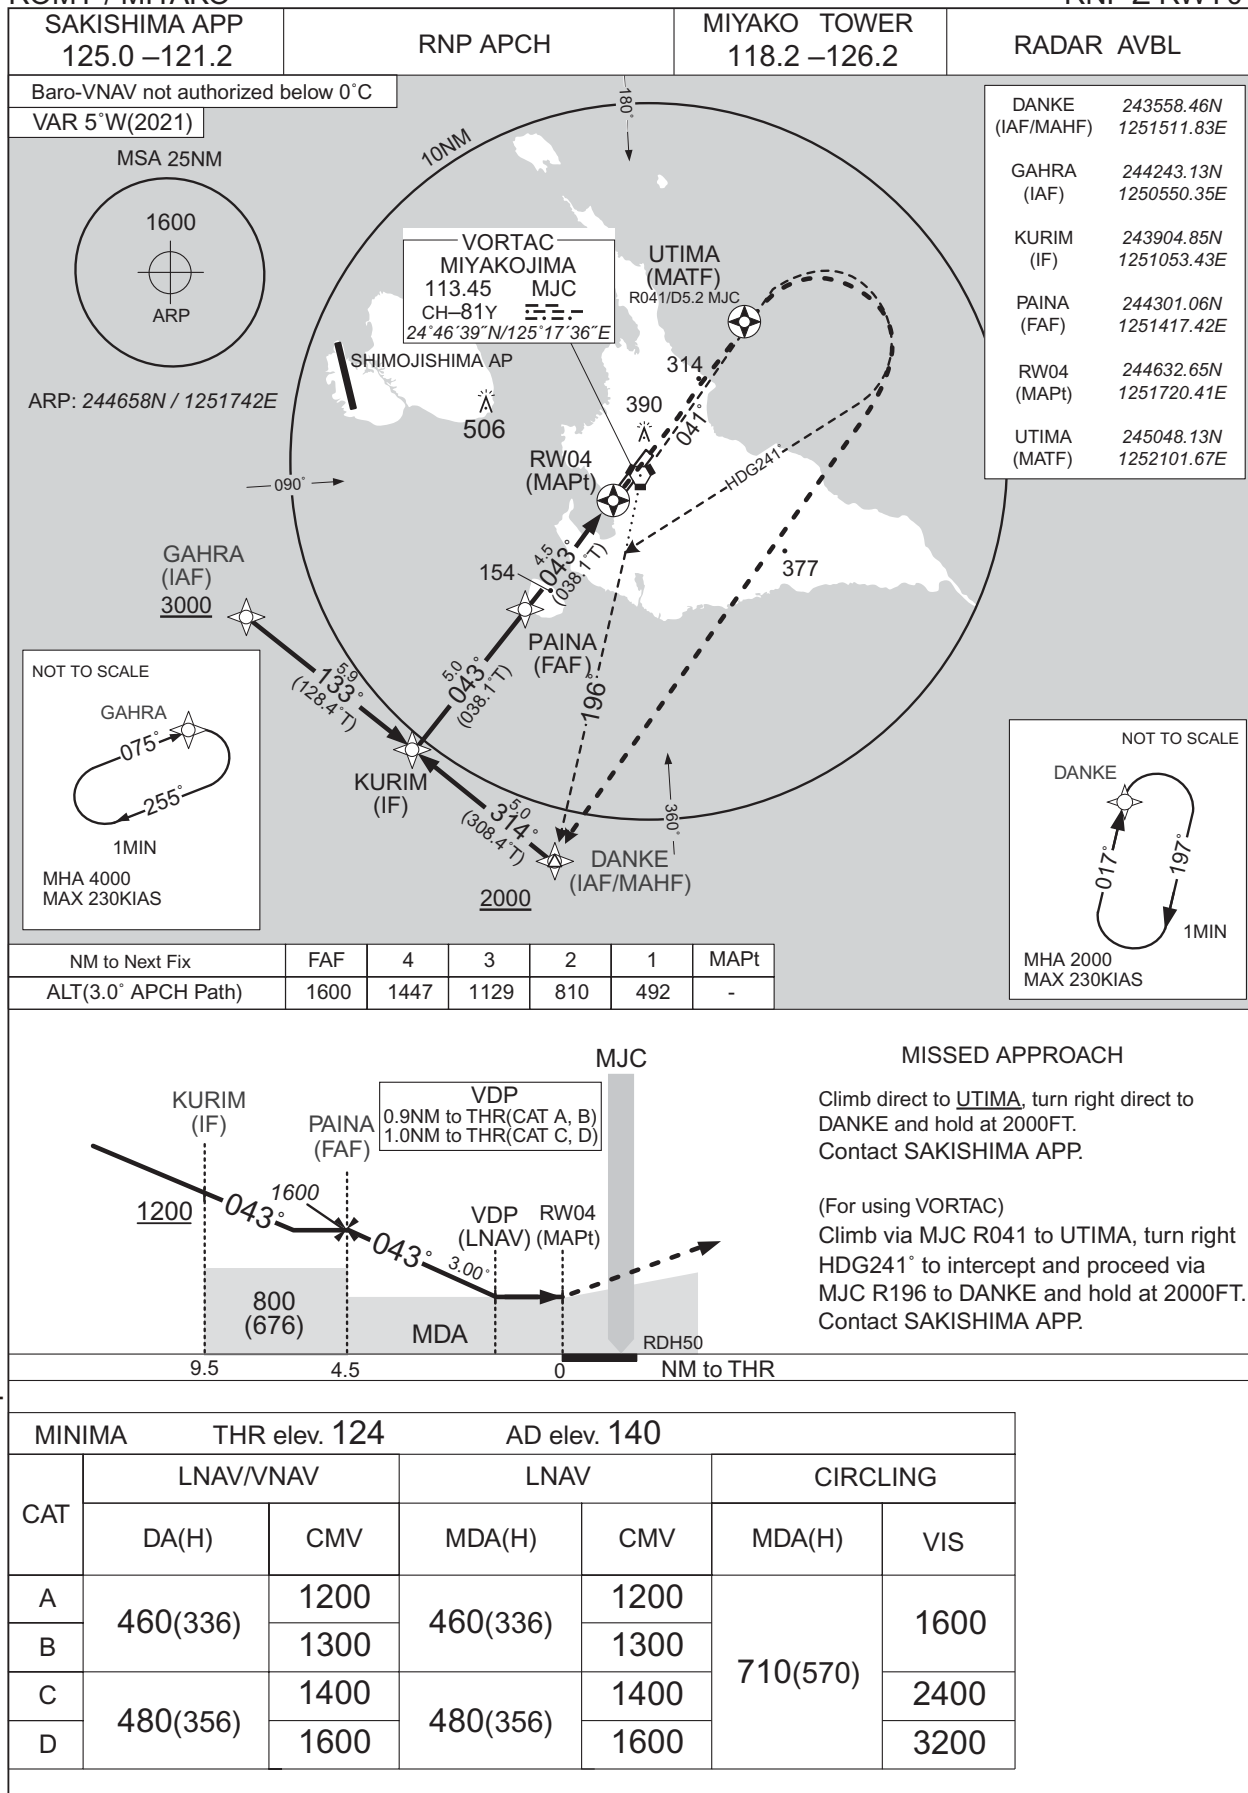 SAKISHIMA APP
125.0 –121.2
RNP APCH
MIYAKO TOWER
118.2 –126.2
RADAR AVBL
Baro-VNAV not authorized below 0˚C
VAR 5˚W(2021)
MSA 25NM
1600
ARP
ARP: 244658N / 1251742E
10NM
180˚
DANKE 243558.46N
(IAF/MAHF) 1251511.83E
GAHRA 244243.13N
(IAF) 1250550.35E
KURIM 243904.85N
(IF) 1251053.43E
PAINA 244301.06N
(FAF) 1251417.42E
RW04 244632.65N
(MAPt) 1251720.41E
UTIMA 245048.13N
(MATF) 1252101.67E
VORTAC
MIYAKOJIMA
113.45 MJC
CH–81Y
24˚46´39˝N/125˚17´36˝E
UTIMA
(MATF)
R041/D5.2 MJC
SHIMOJISHIMA AP
506
314
390
041˚
RW04
(MAPt)
HDG241˚
090˚
GAHRA
(IAF)
3000
154
4.5
043˚
(038.1˚T)
377
PAINA
(FAF)
5.9
133˚
(128.4˚T)
5.0
043˚
(038.1˚T)
196˚
KURIM
(IF)
5.0
314˚
(308.4˚T)
360˚
DANKE
(IAF/MAHF)
2000
NOT TO SCALE
GAHRA
075˚
255˚
1MIN
MHA 4000
MAX 230KIAS
NOT TO SCALE
DANKE
017˚
197˚
1MIN
MHA 2000
MAX 230KIAS
NM to Next Fix FAF 4 3 2 1 MAPt
ALT(3.0˚ APCH Path) 1600 1447 1129 810 492 -
MJC
KURIM
(IF)
PAINA
(FAF)
VDP
0.9NM to THR(CAT A, B)
1.0NM to THR(CAT C, D)
1200
043˚
1600
043˚
3.00˚
VDP
(LNAV)
RW04
(MAPt)
800
(676)
MDA
RDH50
9.5 4.5 0 NM to THR
MISSED APPROACH
Climb direct to UTIMA, turn right direct to
DANKE and hold at 2000FT.
Contact SAKISHIMA APP.
(For using VORTAC)
Climb via MJC R041 to UTIMA, turn right
HDG241˚ to intercept and proceed via
MJC R196 to DANKE and hold at 2000FT.
Contact SAKISHIMA APP.
MINIMA THR elev. 124 AD elev. 140
CAT LNAV/VNAV LNAV CIRCLING
DA(H) CMV MDA(H) CMV MDA(H) VIS
A 460(336) 1200 460(336) 1200 710(570) 1600
B 1300 1300
C 480(356) 1400 480(356) 1400 2400
D 1600 1600 3200